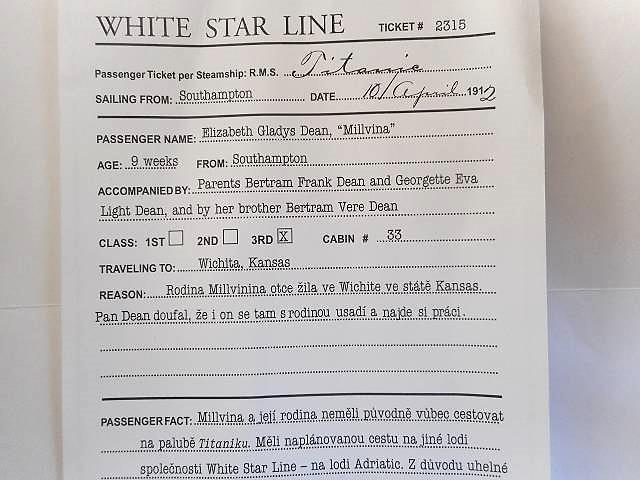 WHITE STAR LINE TICKET # 2315
Passenger Ticket per Steamship: R.M.S. Titanic
SAILING FROM: Southampton DATE 10/April 1912
PASSENGER NAME: Elizabeth Gladys Dean, "Millvina"
AGE: 9 weeks FROM: Southampton
ACCOMPANIED BY: Parents Bertram Frank Dean and Georgette Eva
Light Dean, and by her brother Bertram Vere Dean
CLASS: 1ST 2ND 3RD X CABIN # 33
TRAVELING TO: Wichita, Kansas
REASON: Rodina Millvinina otce žila ve Wichite ve státě Kansas.
Pan Dean doufal, že i on se tam s rodinou usadí a najde si práci.
PASSENGER FACT: Millvina a její rodina neměli původně vůbec cestovat
na palubě Titaniku. Měli naplánovanou cestu na jiné lodi
společnosti White Star Line – na lodi Adriatic. Z důvodu uhelné